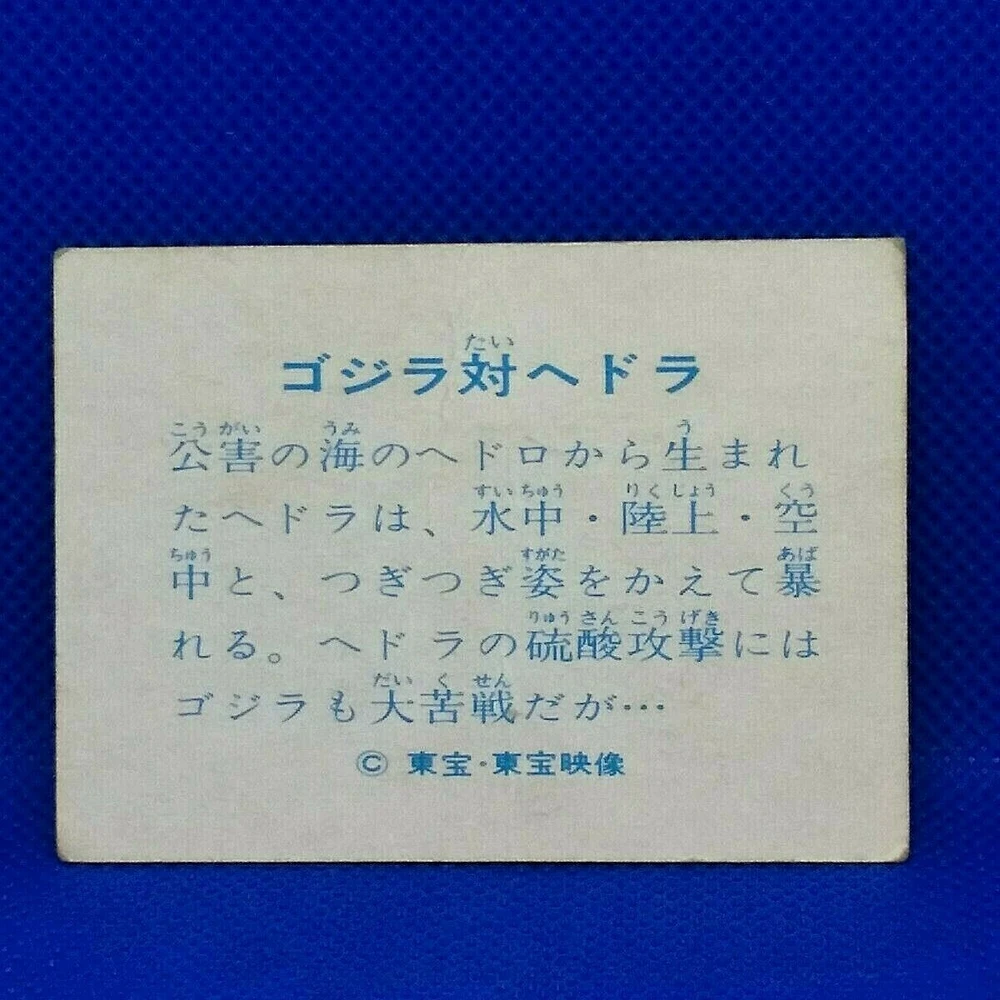 ゴジラ対ヘドラ
公害の海のヘドロから生まれ
たヘドラは、水中・陸上・空
中と、つぎつぎ姿をかえて暴
れる。ヘドラの硫酸攻撃には
ゴジラも大苦戦だが…
© 東宝・東宝映像